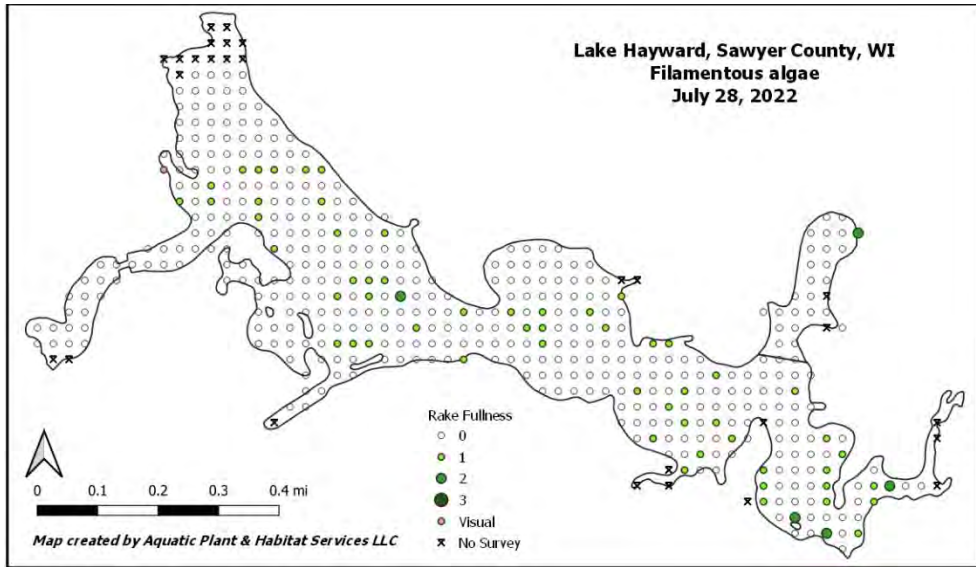 Lake Hayward, Sawyer County, WI
Filamentous algae
July 28, 2022
Rake Fullness
0
1
2
3
Visual
No Survey
0 0.1 0.2 0.3 0.4 mi
Map created by Aquatic Plant & Habitat Services LLC